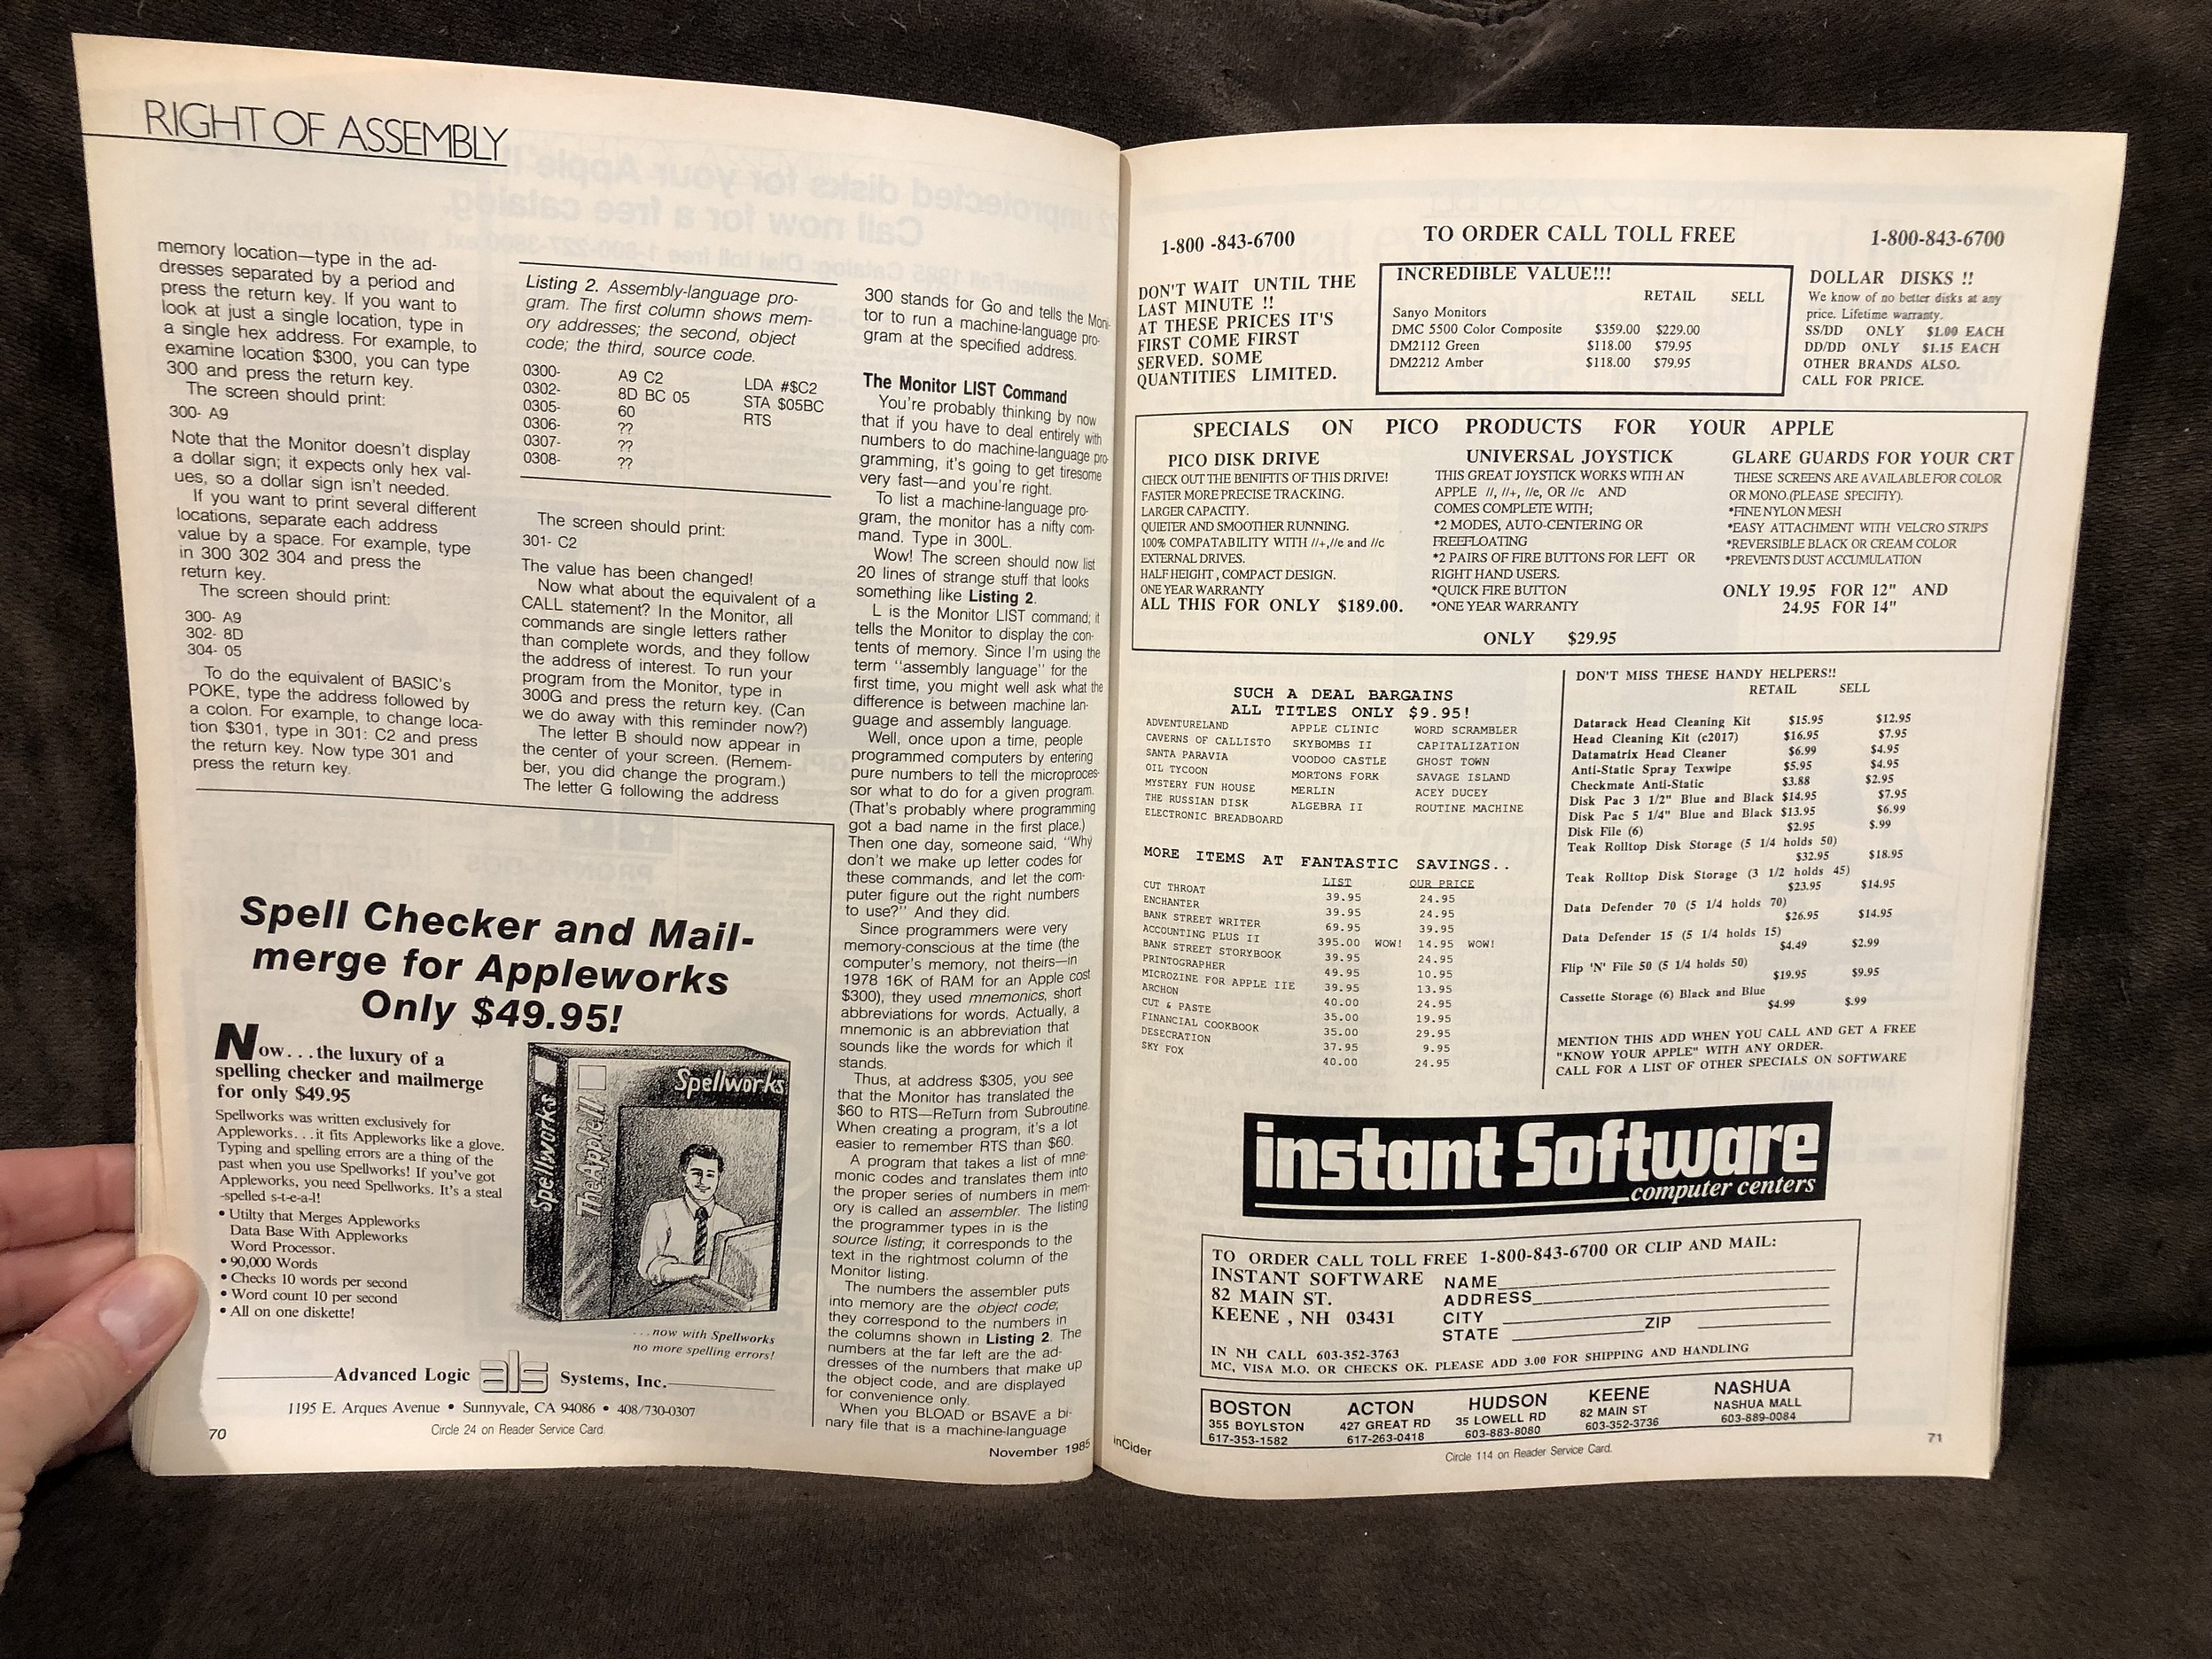 RIGHT OF ASSEMBLY
memory location—type in the ad-
dresses separated by a period and
press the return key. If you want to
look at just a single location, type in
a single hex address. For example, to
examine location $300, you can type
300 and press the return key.
The screen should print:
300- A9
Note that the Monitor doesn't display
a dollar sign; it expects only hex val-
ues, so a dollar sign isn't needed.
If you want to print several different
locations, separate each address
value by a space. For example, type
in 300 302 304 and press the
return key.
The screen should print:
300- A9
302- 8D
304- 05
To do the equivalent of BASIC's
POKE, type the address followed by
a colon. For example, to change loca-
tion $301, type in 301: C2 and press
the return key. Now type 301 and
press the return key.
Listing 2. Assembly-language pro-
gram. The first column shows mem-
ory addresses; the second, object
code; the third, source code.
0300- A9 C2 LDA #$C2
0302- 8D BC 05 STA $05BC
0305- 60 RTS
0306- ??
0307- ??
0308- ??
The screen should print:
301- C2
The value has been changed!
Now what about the equivalent of a
CALL statement? In the Monitor, all
commands are single letters rather
than complete words, and they follow
the address of interest. To run your
program from the Monitor, type in
300G and press the return key. (Can
we do away with this reminder now?)
The letter B should now appear in
the center of your screen. (Remem-
ber, you did change the program.)
The letter G following the address
300 stands for Go and tells the Moni-
tor to run a machine-language pro-
gram at the specified address.
The Monitor LIST Command
You're probably thinking by now
that if you have to deal entirely with
numbers to do machine-language pro-
gramming, it's going to get tiresome
very fast—and you're right.
To list a machine-language pro-
gram, the monitor has a nifty com-
mand. Type in 300L.
Wow! The screen should now list
20 lines of strange stuff that looks
something like Listing 2.
L is the Monitor LIST command; it
tells the Monitor to display the con-
tents of memory. Since I'm using the
term "assembly language" for the
first time, you might well ask what the
difference is between machine lan-
guage and assembly language.
Well, once upon a time, people
programmed computers by entering
pure numbers to tell the microproces-
sor what to do for a given program.
(That's probably where programming
got a bad name in the first place.)
Then one day, someone said, "Why
don't we make up letter codes for
these commands, and let the com-
puter figure out the right numbers
to use?" And they did.
Since programmers were very
memory-conscious at the time (the
computer's memory, not theirs—in
1978 16K of RAM for an Apple cost
$300), they used mnemonics, short
abbreviations for words. Actually, a
mnemonic is an abbreviation that
sounds like the words for which it
stands.
Thus, at address $305, you see
that the Monitor has translated the
$60 to RTS—ReTurn from Subroutine.
When creating a program, it's a lot
easier to remember RTS than $60.
A program that takes a list of mne-
monic codes and translates them into
the proper series of numbers in mem-
ory is called an assembler. The listing
the programmer types in is the
source listing; it corresponds to the
text in the rightmost column of the
Monitor listing.
The numbers the assembler puts
into memory are the object code;
they correspond to the numbers in
the columns shown in Listing 2. The
numbers at the far left are the ad-
dresses of the numbers that make up
the object code, and are displayed
for convenience only.
When you BLOAD or BSAVE a bi-
nary file that is a machine-language
Spell Checker and Mail-
merge for Appleworks
Only $49.95!
Now...the luxury of a
spelling checker and mailmerge
for only $49.95
Spellworks was written exclusively for
Appleworks...it fits Appleworks like a glove.
Typing and spelling errors are a thing of the
past when you use Spellworks! If you've got
Appleworks, you need Spellworks. It's a steal
-spelled s-t-e-a-l!
• Utilty that Merges Appleworks
Data Base With Appleworks
Word Processor.
• 90,000 Words
• Checks 10 words per second
• Word count 10 per second
• All on one diskette!
Spellworks
Spellworks
The Apple II
...now with Spellworks
no more spelling errors!
Advanced Logic als Systems, Inc.
1195 E. Arques Avenue • Sunnyvale, CA 94086 • 408/730-0307
Circle 24 on Reader Service Card.
70
November 1985
1-800 -843-6700 TO ORDER CALL TOLL FREE 1-800-843-6700
DON'T WAIT UNTIL THE
LAST MINUTE !!
AT THESE PRICES IT'S
FIRST COME FIRST
SERVED. SOME
QUANTITIES LIMITED.
INCREDIBLE VALUE!!!
RETAIL SELL
Sanyo Monitors
DMC 5500 Color Composite $359.00 $229.00
DM2112 Green $118.00 $79.95
DM2212 Amber $118.00 $79.95
DOLLAR DISKS !!
We know of no better disks at any
price. Lifetime warranty.
SS/DD ONLY $1.00 EACH
DD/DD ONLY $1.15 EACH
OTHER BRANDS ALSO.
CALL FOR PRICE.
SPECIALS ON PICO PRODUCTS FOR YOUR APPLE
PICO DISK DRIVE
CHECK OUT THE BENIFITS OF THIS DRIVE!
FASTER MORE PRECISE TRACKING.
LARGER CAPACITY.
QUIETER AND SMOOTHER RUNNING.
100% COMPATABILITY WITH //+,//e and //c
EXTERNAL DRIVES.
HALF HEIGHT , COMPACT DESIGN.
ONE YEAR WARRANTY
ALL THIS FOR ONLY $189.00.
UNIVERSAL JOYSTICK
THIS GREAT JOYSTICK WORKS WITH AN
APPLE //, //+, //e, OR //c AND
COMES COMPLETE WITH;
*2 MODES, AUTO-CENTERING OR
FREEFLOATING
*2 PAIRS OF FIRE BUTTONS FOR LEFT OR
RIGHT HAND USERS.
*QUICK FIRE BUTTON
*ONE YEAR WARRANTY
ONLY $29.95
GLARE GUARDS FOR YOUR CRT
THESE SCREENS ARE AVAILABLE FOR COLOR
OR MONO.(PLEASE SPECIFIY).
*FINE NYLON MESH
*EASY ATTACHMENT WITH VELCRO STRIPS
*REVERSIBLE BLACK OR CREAM COLOR
*PREVENTS DUST ACCUMULATION
ONLY 19.95 FOR 12" AND
24.95 FOR 14"
SUCH A DEAL BARGAINS
ALL TITLES ONLY $9.95!
ADVENTURELAND APPLE CLINIC WORD SCRAMBLER
CAVERNS OF CALLISTO SKYBOMBS II CAPITALIZATION
SANTA PARAVIA VOODOO CASTLE GHOST TOWN
OIL TYCOON MORTONS FORK SAVAGE ISLAND
MYSTERY FUN HOUSE MERLIN ACEY DUCEY
THE RUSSIAN DISK ALGEBRA II ROUTINE MACHINE
ELECTRONIC BREADBOARD
MORE ITEMS AT FANTASTIC SAVINGS..
LIST OUR PRICE
CUT THROAT 39.95 24.95
ENCHANTER 39.95 24.95
BANK STREET WRITER 69.95 39.95
ACCOUNTING PLUS II 395.00 WOW! 14.95 WOW!
BANK STREET STORYBOOK 39.95 24.95
PRINTOGRAPHER 49.95 10.95
MICROZINE FOR APPLE IIE 39.95 13.95
ARCHON 40.00 24.95
CUT & PASTE 35.00 19.95
FINANCIAL COOKBOOK 35.00 29.95
DESECRATION 37.95 9.95
SKY FOX 40.00 24.95
DON'T MISS THESE HANDY HELPERS!!
RETAIL SELL
Datarack Head Cleaning Kit $15.95 $12.95
Head Cleaning Kit (c2017) $16.95 $7.95
Datamatrix Head Cleaner $6.99 $4.95
Anti-Static Spray Texwipe $5.95 $4.95
Checkmate Anti-Static $3.88 $2.95
Disk Pac 3 1/2" Blue and Black $14.95 $7.95
Disk Pac 5 1/4" Blue and Black $13.95 $6.99
Disk File (6) $2.95 $.99
Teak Rolltop Disk Storage (5 1/4 holds 50)
$32.95 $18.95
Teak Rolltop Disk Storage (3 1/2 holds 45)
$23.95 $14.95
Data Defender 70 (5 1/4 holds 70)
$26.95 $14.95
Data Defender 15 (5 1/4 holds 15)
$4.49 $2.99
Flip 'N' File 50 (5 1/4 holds 50)
$19.95 $9.95
Cassette Storage (6) Black and Blue
$4.99 $.99
MENTION THIS ADD WHEN YOU CALL AND GET A FREE
"KNOW YOUR APPLE" WITH ANY ORDER.
CALL FOR A LIST OF OTHER SPECIALS ON SOFTWARE
instant Software
computer centers
TO ORDER CALL TOLL FREE 1-800-843-6700 OR CLIP AND MAIL:
INSTANT SOFTWARE
82 MAIN ST.
KEENE , NH 03431
NAME
ADDRESS
CITY
STATE ZIP
IN NH CALL 603-352-3763
MC, VISA M.O. OR CHECKS OK. PLEASE ADD 3.00 FOR SHIPPING AND HANDLING
BOSTON
355 BOYLSTON
617-353-1582
ACTON
427 GREAT RD
617-263-0418
HUDSON
35 LOWELL RD
603-883-8080
KEENE
82 MAIN ST
603-352-3736
NASHUA
NASHUA MALL
603-889-0084
inCider
Circle 114 on Reader Service Card.
71